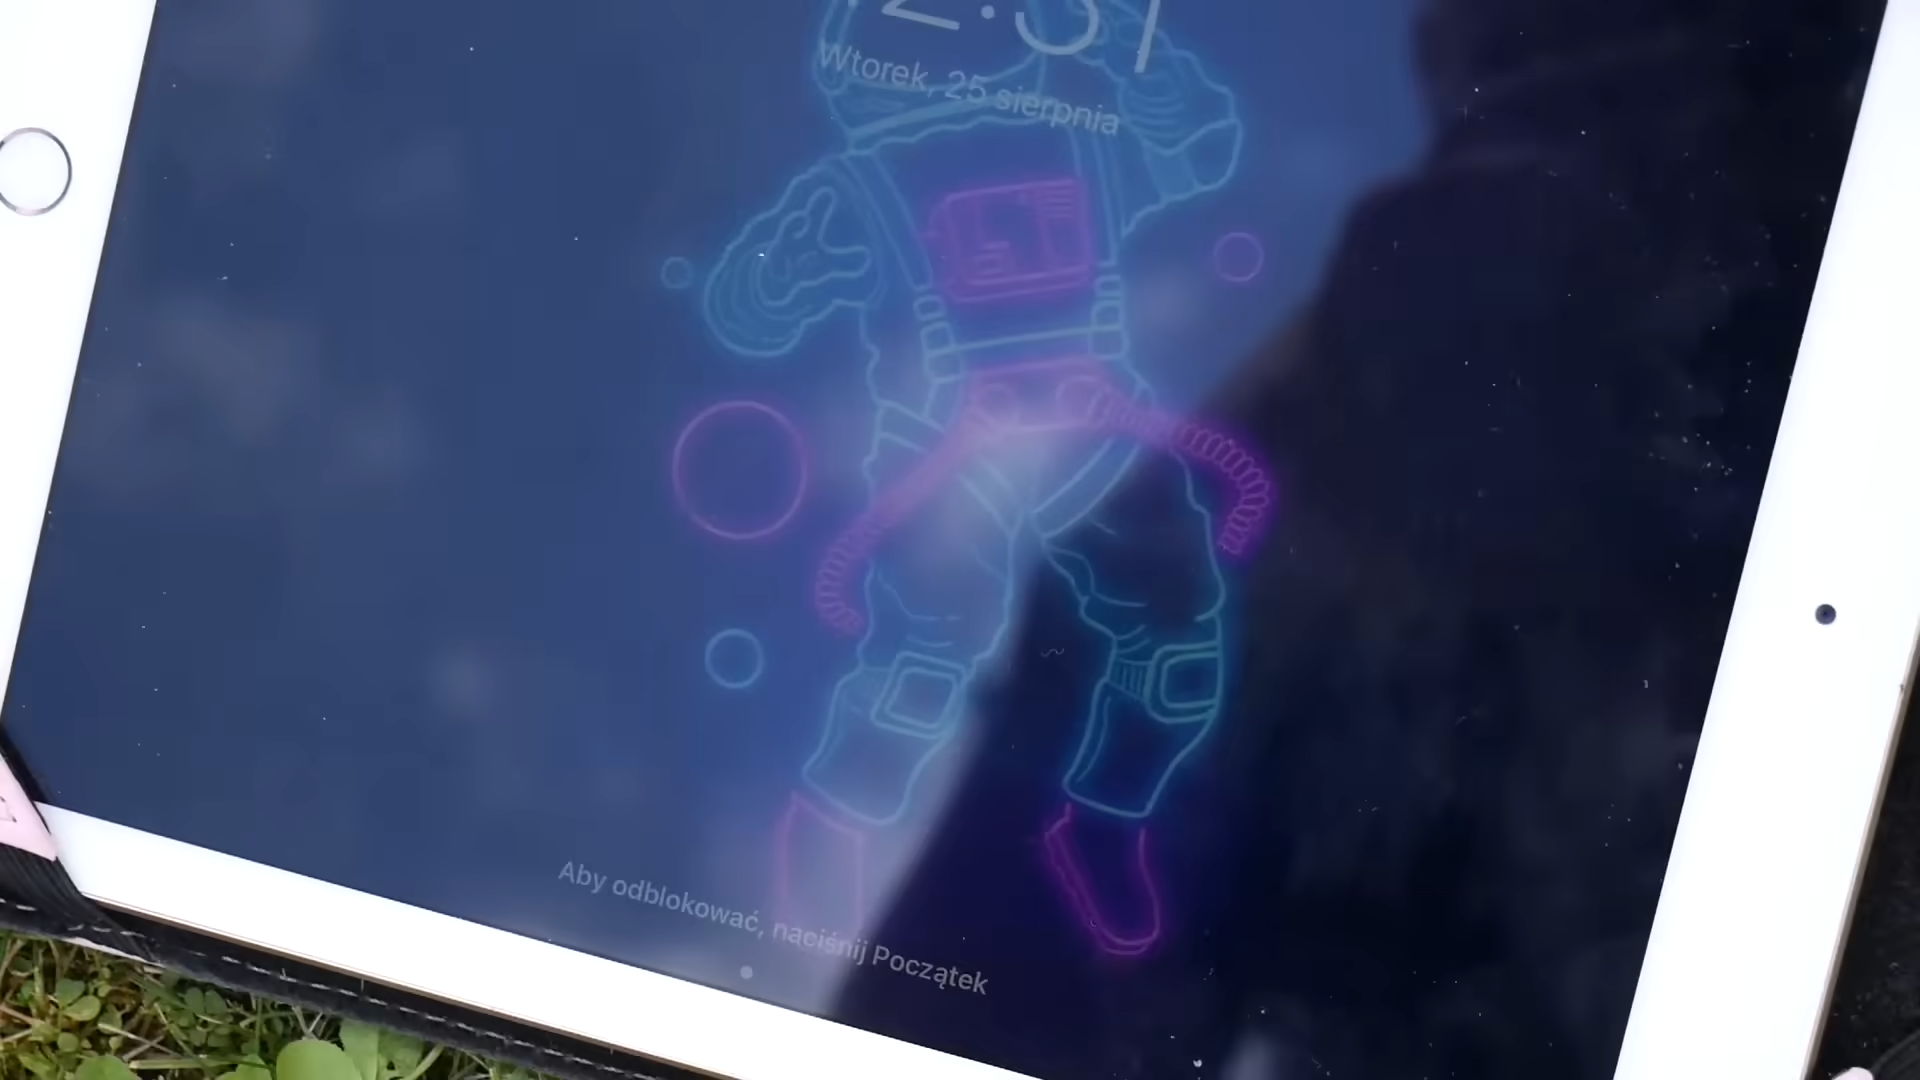 Wtorek, 25 sierpnia
Aby odblokować, naciśnij Początek